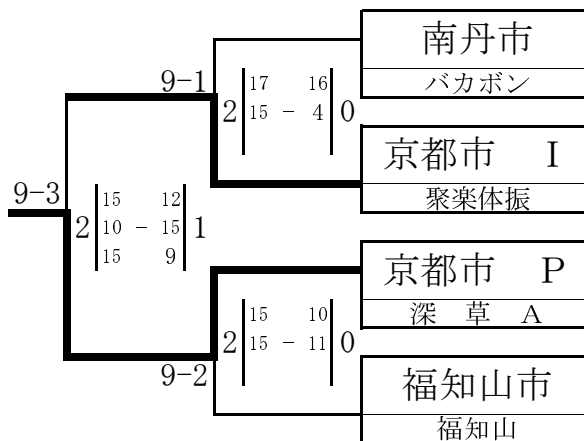 南丹市
バカボン
9-1
2 17 16 0
15 - 4
京都市 I
聚楽体振
9-3
2 15 12 1
10 - 15
15 9
京都市 P
深 草 A
2 15 10 0
15 - 11
9-2
福知山市
福知山